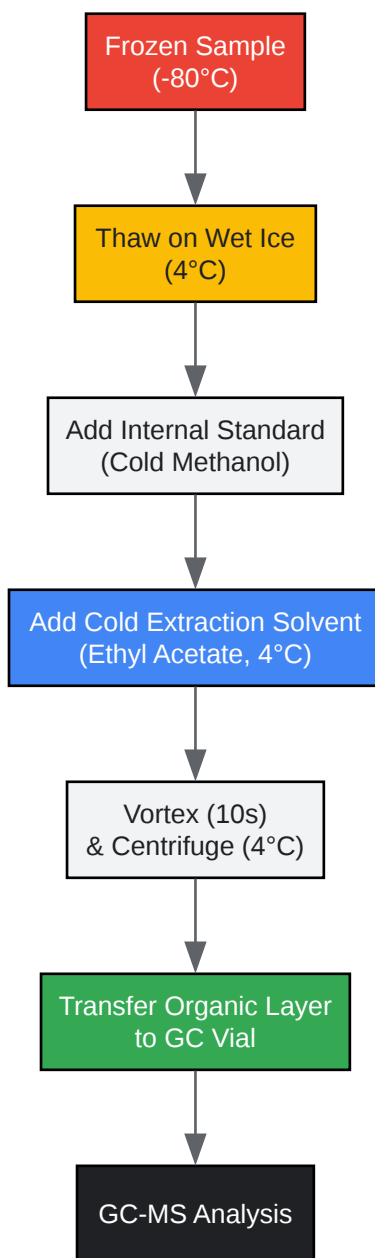 Frozen Sample
(-80°C)
Thaw on Wet Ice
(4°C)
Add Internal Standard
(Cold Methanol)
Add Cold Extraction Solvent
(Ethyl Acetate, 4°C)
Vortex (10s)
& Centrifuge (4°C)
Transfer Organic Layer
to GC Vial
GC-MS Analysis